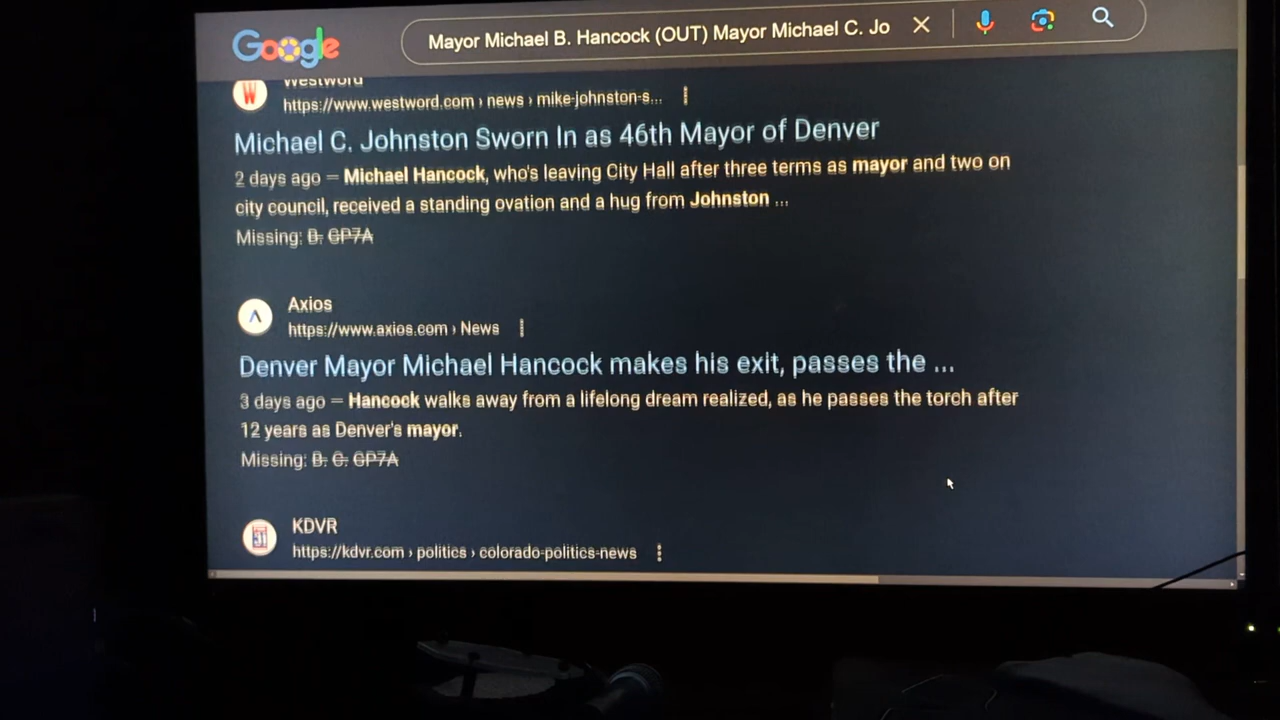 Google
Mayor Michael B. Hancock (OUT) Mayor Michael C. Jo
W
Westword
https://www.westword.com › news › mike-johnston-s...
Michael C. Johnston Sworn In as 46th Mayor of Denver
2 days ago — Michael Hancock, who's leaving City Hall after three terms as mayor and two on
city council, received a standing ovation and a hug from Johnston ...
Missing: B. GP7A
Axios
https://www.axios.com › News
Denver Mayor Michael Hancock makes his exit, passes the ...
3 days ago — Hancock walks away from a lifelong dream realized, as he passes the torch after
12 years as Denver's mayor.
Missing: B. C. GP7A
KDVR
31
https://kdvr.com › politics › colorado-politics-news